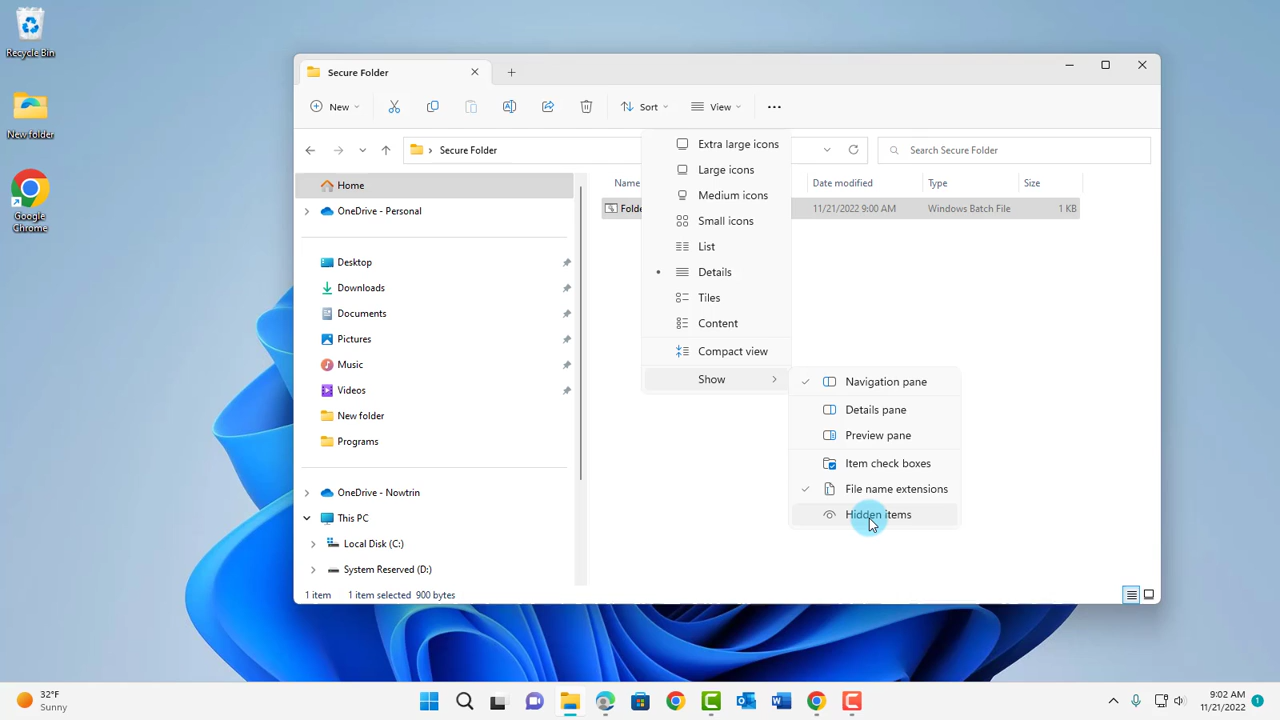 Recycle Bin
New folder
Google
Chrome
Secure Folder
New
Sort
View
Secure Folder
Search Secure Folder
Home
OneDrive - Personal
Desktop
Downloads
Documents
Pictures
Music
Videos
New folder
Programs
OneDrive - Nowtrin
This PC
Local Disk (C:)
System Reserved (D:)
Name
Date modified
Type
Size
11/21/2022 9:00 AM
Windows Batch File
1 KB
Extra large icons
Large icons
Medium icons
Small icons
List
Details
Tiles
Content
Compact view
Show
Navigation pane
Details pane
Preview pane
Item check boxes
File name extensions
Hidden items
1 item
1 item selected 900 bytes
32°F
Sunny
9:02 AM
11/21/2022
1